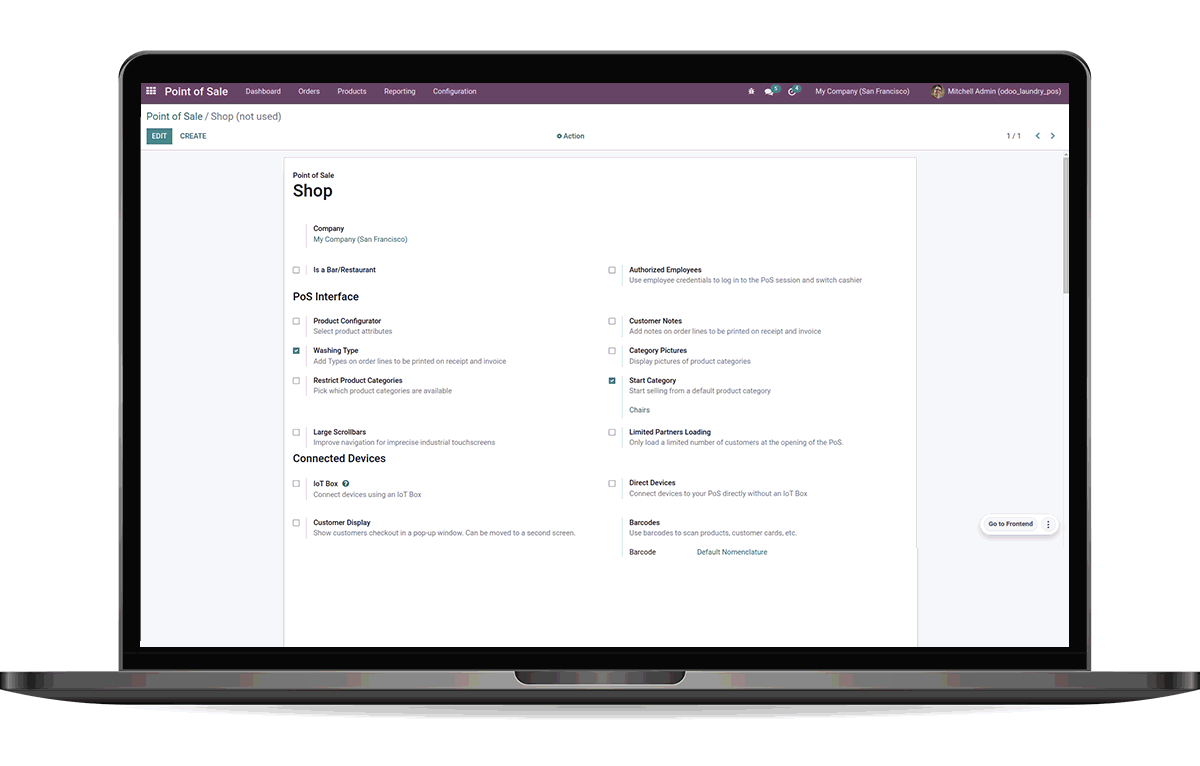 Point of Sale Dashboard Orders Products Reporting Configuration 5 4 My Company (San Francisco) Mitchell Admin (odoo_laundry_pos)
Point of Sale / Shop (not used)
EDIT CREATE Action 1 / 1
Point of Sale
Shop
Company
My Company (San Francisco)
Is a Bar/Restaurant
Authorized Employees
Use employee credentials to log in to the PoS session and switch cashier
PoS Interface
Product Configurator
Select product attributes
Customer Notes
Add notes on order lines to be printed on receipt and invoice
Washing Type
Add Types on order lines to be printed on receipt and invoice
Category Pictures
Display pictures of product categories
Restrict Product Categories
Pick which product categories are available
Start Category
Start selling from a default product category
Chairs
Large Scrollbars
Improve navigation for imprecise industrial touchscreens
Limited Partners Loading
Only load a limited number of customers at the opening of the PoS.
Connected Devices
IoT Box ?
Connect devices using an IoT Box
Direct Devices
Connect devices to your PoS directly without an IoT Box
Customer Display
Show customers checkout in a pop-up window. Can be moved to a second screen.
Barcodes
Use barcodes to scan products, customer cards, etc.
Barcode Default Nomenclature
Go to Frontend